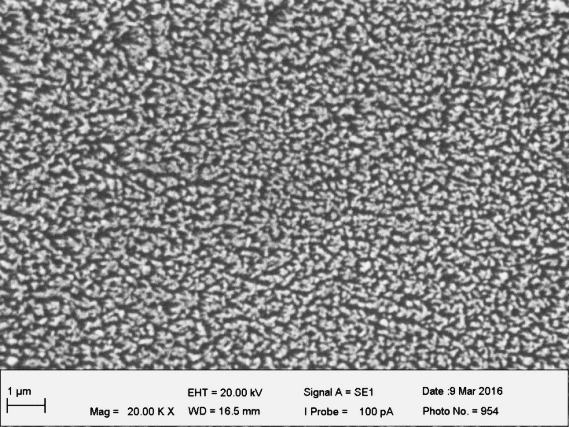 1 µm
EHT = 20.00 kV Signal A = SE1 Date :9 Mar 2016
Mag = 20.00 K X WD = 16.5 mm I Probe = 100 pA Photo No. = 954